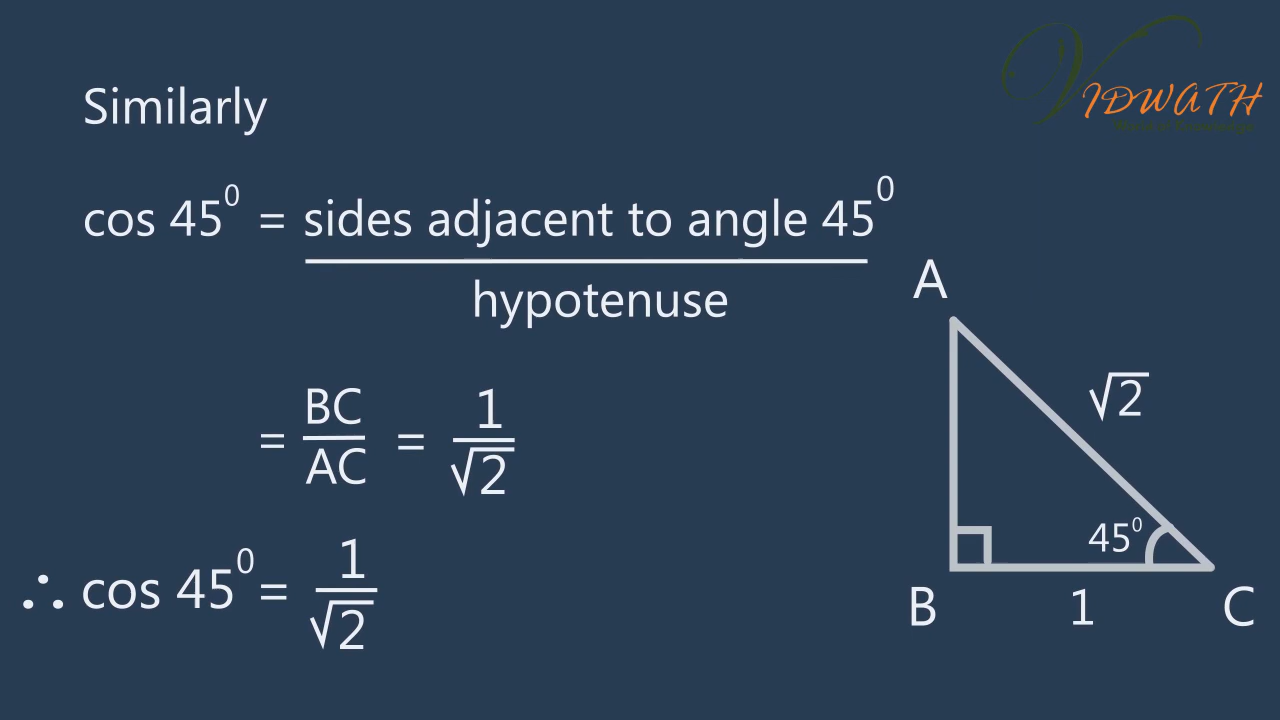 VIDWATH
Similarly
cos 45⁰ = sides adjacent to angle 45⁰
hypotenuse
= BC/AC = 1/√2
∴ cos 45⁰ = 1/√2
A
√2
45⁰
B 1 C